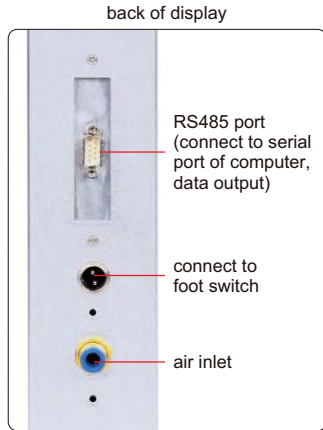 back of display
RS485 port
(connect to serial
port of computer,
data output)
connect to
foot switch
air inlet